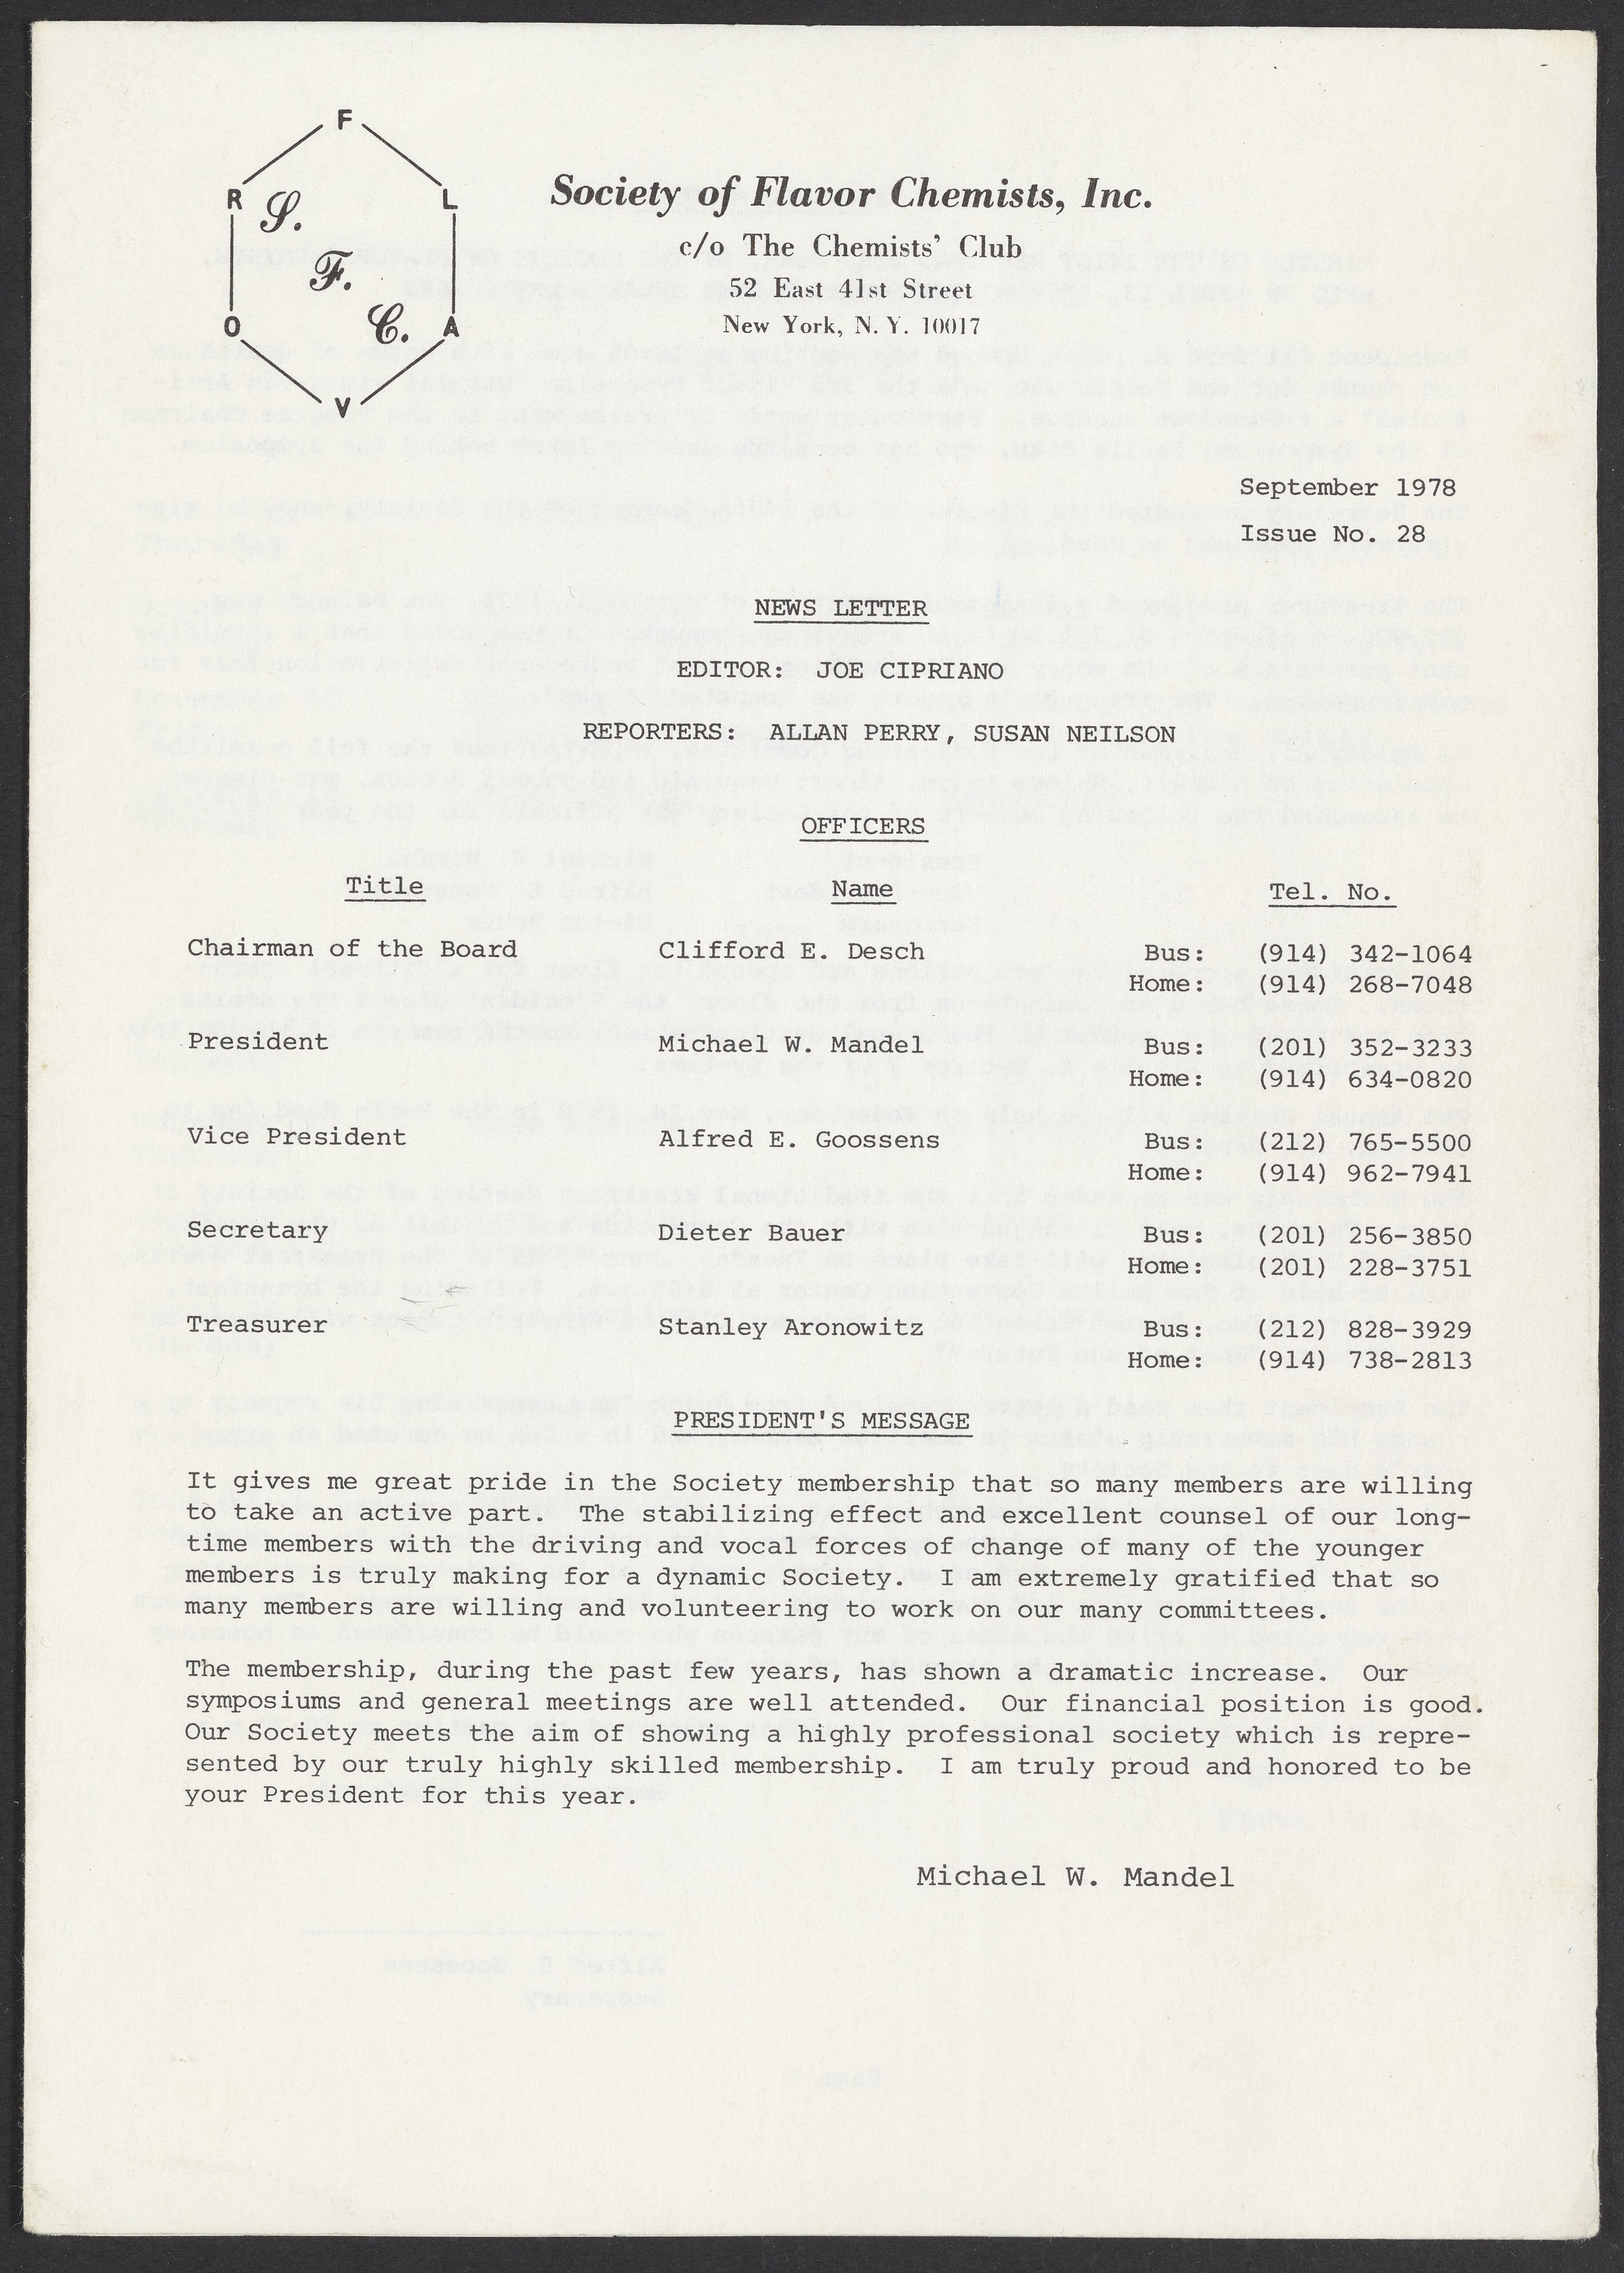 F
R L
S.
F.
C.
O A
V
Society of Flavor Chemists, Inc.
c/o The Chemists' Club
52 East 41st Street
New York, N. Y. 10017
September 1978
Issue No. 28
NEWS LETTER
EDITOR: JOE CIPRIANO
REPORTERS: ALLAN PERRY, SUSAN NEILSON
OFFICERS
Title Name Tel. No.
Chairman of the Board Clifford E. Desch Bus: (914) 342-1064
Home: (914) 268-7048
President Michael W. Mandel Bus: (201) 352-3233
Home: (914) 634-0820
Vice President Alfred E. Goossens Bus: (212) 765-5500
Home: (914) 962-7941
Secretary Dieter Bauer Bus: (201) 256-3850
Home: (201) 228-3751
Treasurer Stanley Aronowitz Bus: (212) 828-3929
Home: (914) 738-2813
PRESIDENT'S MESSAGE
It gives me great pride in the Society membership that so many members are willing
to take an active part. The stabilizing effect and excellent counsel of our long-
time members with the driving and vocal forces of change of many of the younger
members is truly making for a dynamic Society. I am extremely gratified that so
many members are willing and volunteering to work on our many committees.
The membership, during the past few years, has shown a dramatic increase. Our
symposiums and general meetings are well attended. Our financial position is good.
Our Society meets the aim of showing a highly professional society which is repre-
sented by our truly highly skilled membership. I am truly proud and honored to be
your President for this year.
Michael W. Mandel